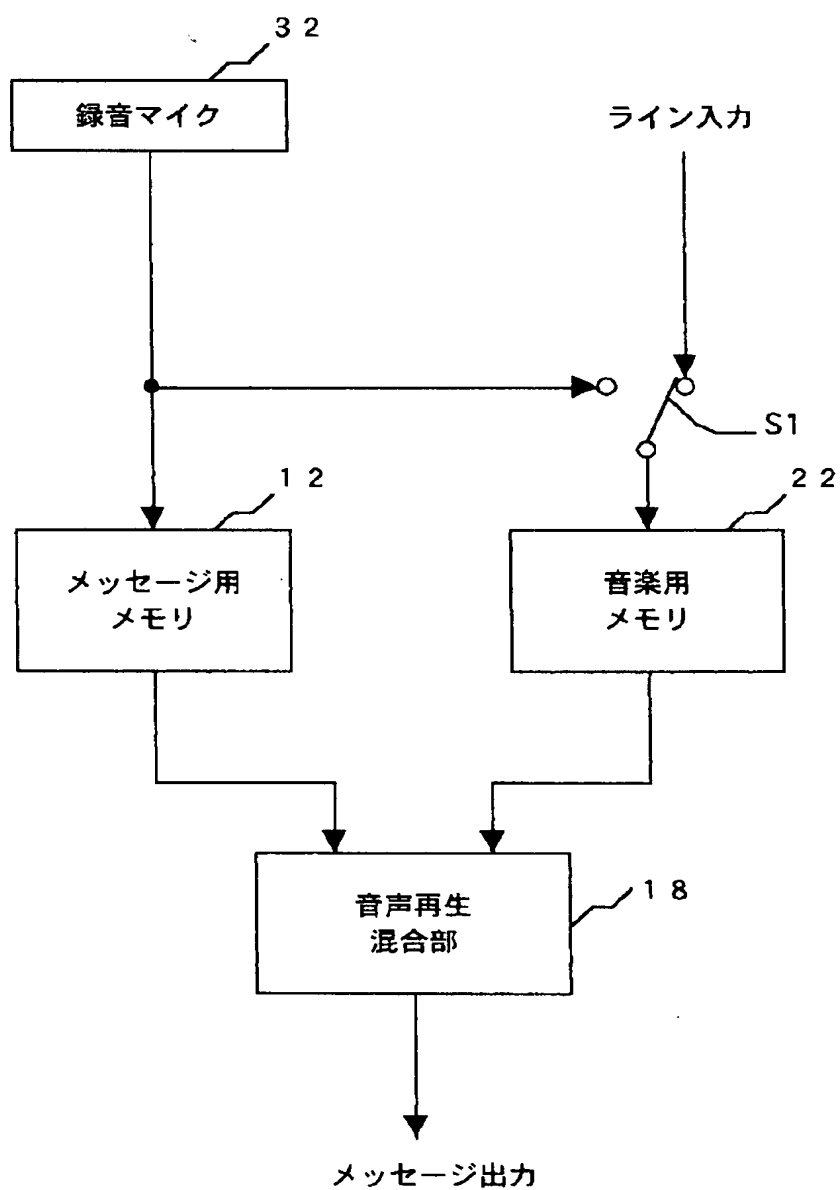 ３２
録音マイク
ライン入力
S1
１２
２２
メッセージ用
メモリ
音楽用
メモリ
１８
音声再生
混合部
メッセージ出力